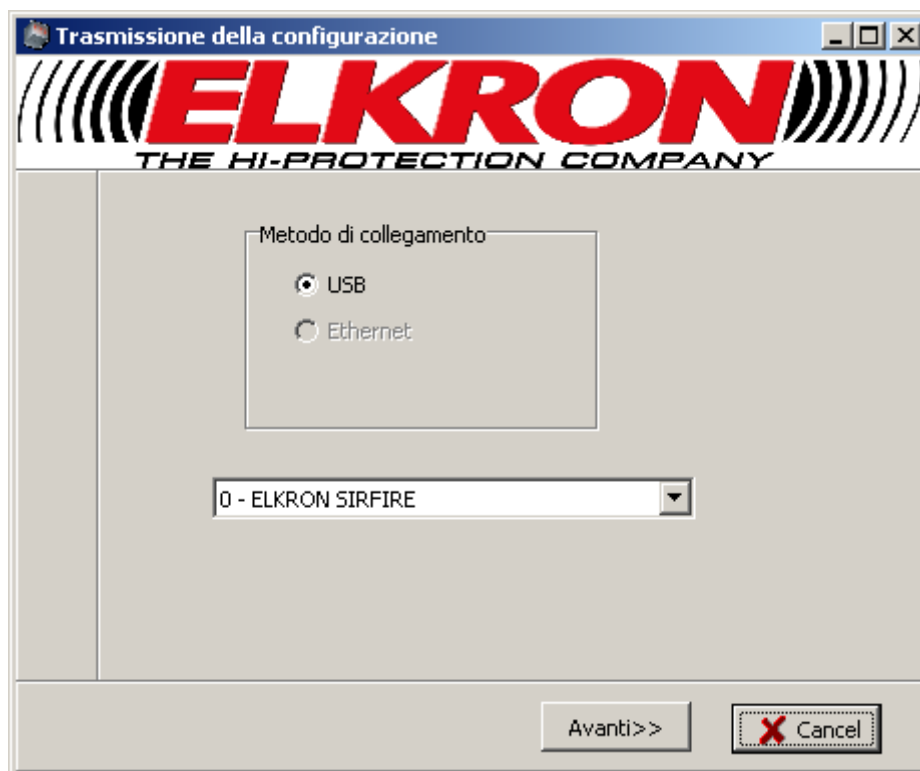 Trasmissione della configurazione
ELKRON
THE HI-PROTECTION COMPANY
Metodo di collegamento
USB
Ethernet
0 - ELKRON SIRFIRE
Avanti>>
Cancel